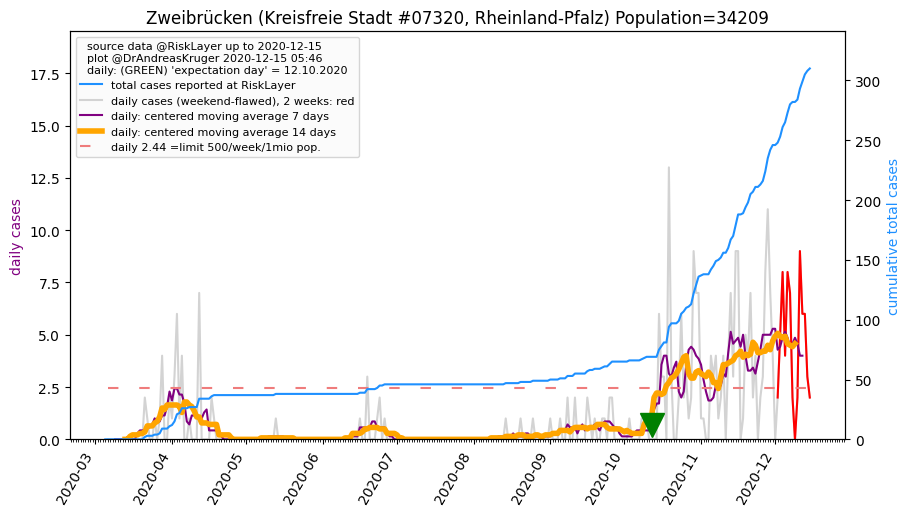 Zweibrücken (Kreisfreie Stadt #07320, Rheinland-Pfalz) Population=34209
source data @RiskLayer up to 2020-12-15
plot @DrAndreasKruger 2020-12-15 05:46
daily: (GREEN) 'expectation day' = 12.10.2020
total cases reported at RiskLayer
daily cases (weekend-flawed), 2 weeks: red
daily: centered moving average 7 days
daily: centered moving average 14 days
daily 2.44 =limit 500/week/1mio pop.
daily cases
17.5
15.0
12.5
10.0
7.5
5.0
2.5
0.0
cumulative total cases
300
250
200
150
100
50
0
2020-03
2020-04
2020-05
2020-06
2020-07
2020-08
2020-09
2020-10
2020-11
2020-12